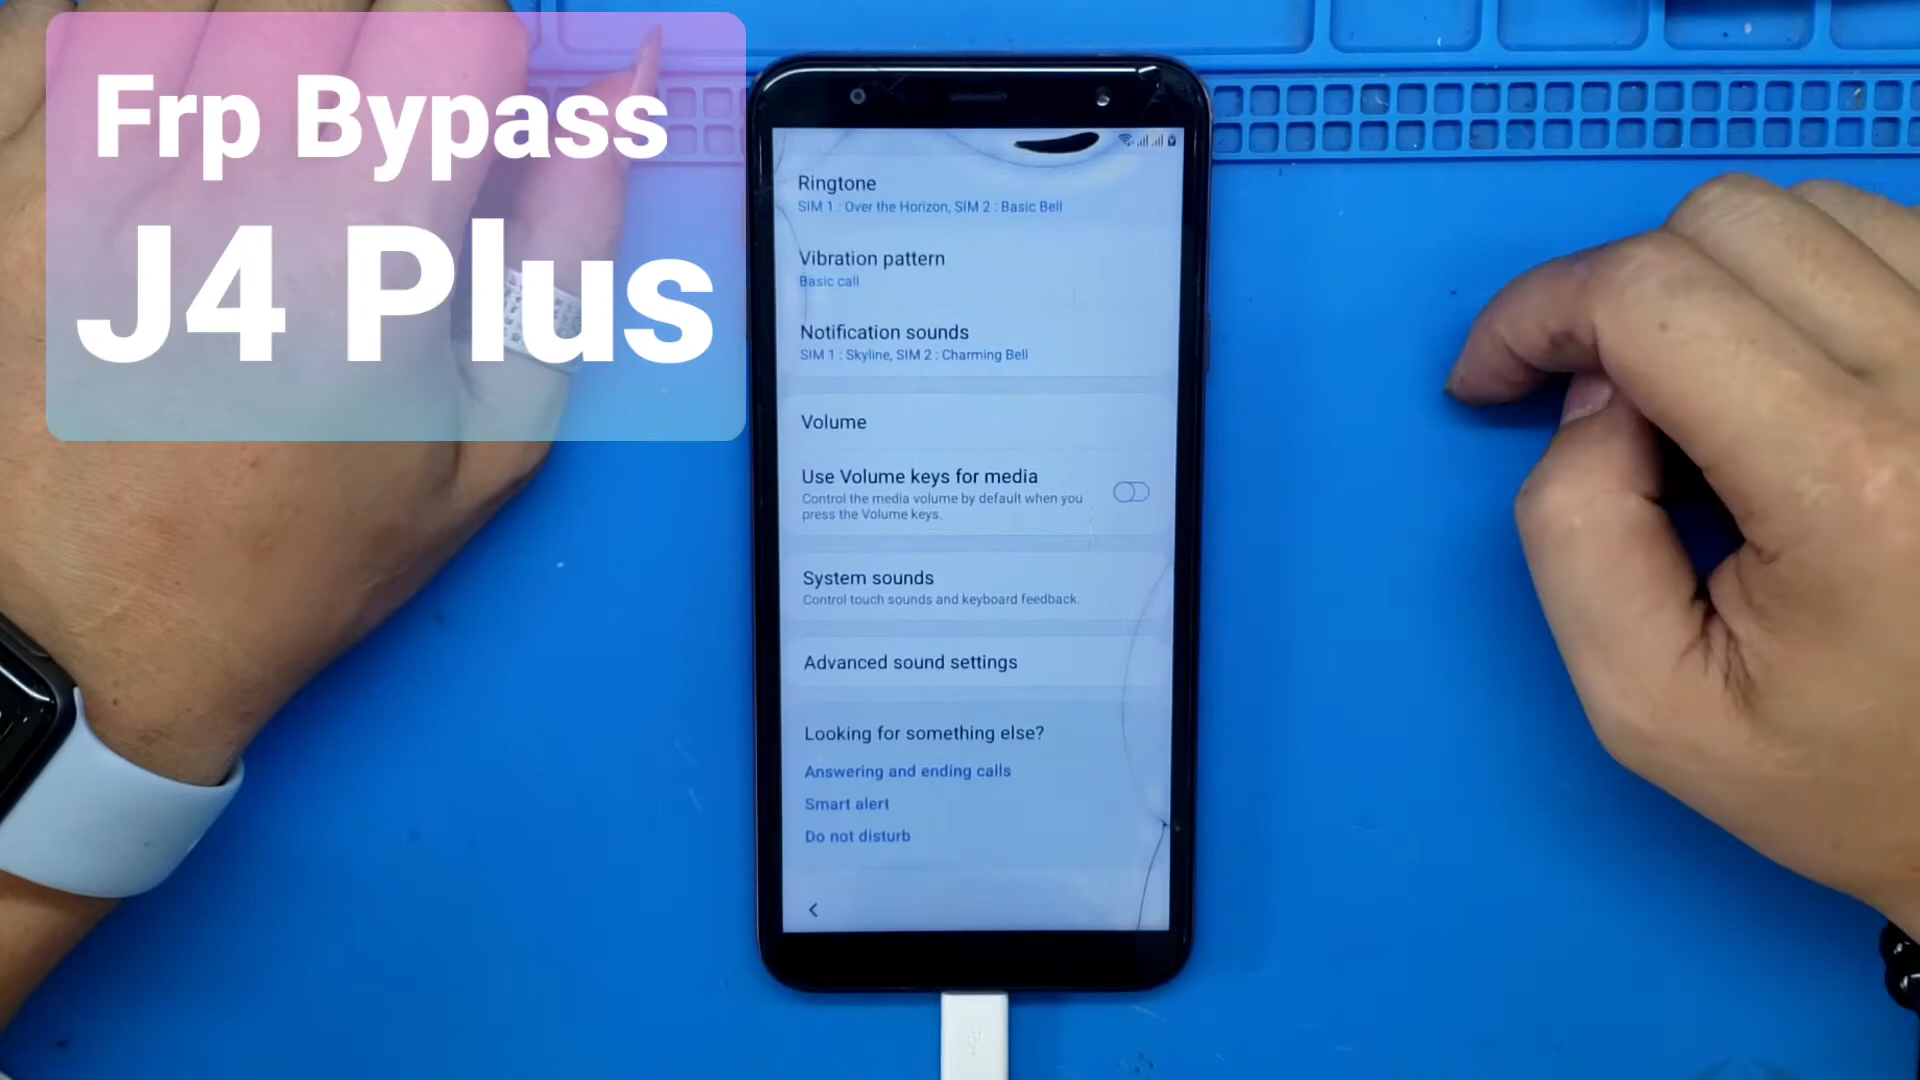 Frp Bypass
J4 Plus
Ringtone
SIM 1 : Over the Horizon, SIM 2 : Basic Bell
Vibration pattern
Basic call
Notification sounds
SIM 1 : Skyline, SIM 2 : Charming Bell
Volume
Use Volume keys for media
Control the media volume by default when you
press the Volume keys.
System sounds
Control touch sounds and keyboard feedback.
Advanced sound settings
Looking for something else?
Answering and ending calls
Smart alert
Do not disturb